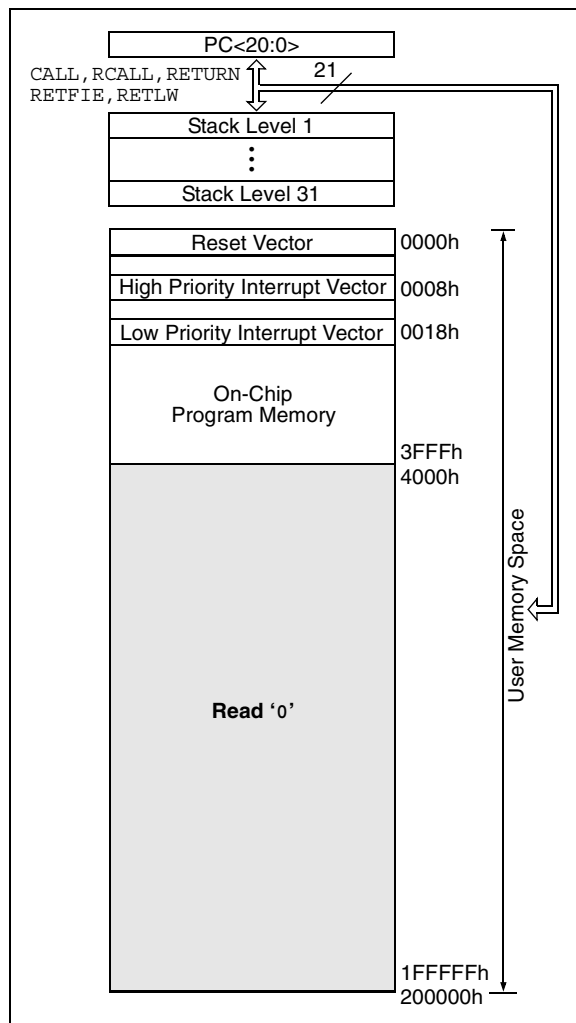 PC<20:0>
CALL,RCALL,RETURN
RETFIE,RETLW
21
Stack Level 1
Stack Level 31
Reset Vector
0000h
High Priority Interrupt Vector
0008h
Low Priority Interrupt Vector
0018h
On-Chip
Program Memory
3FFFh
4000h
User Memory Space
Read ‘0’
1FFFFFh
200000h